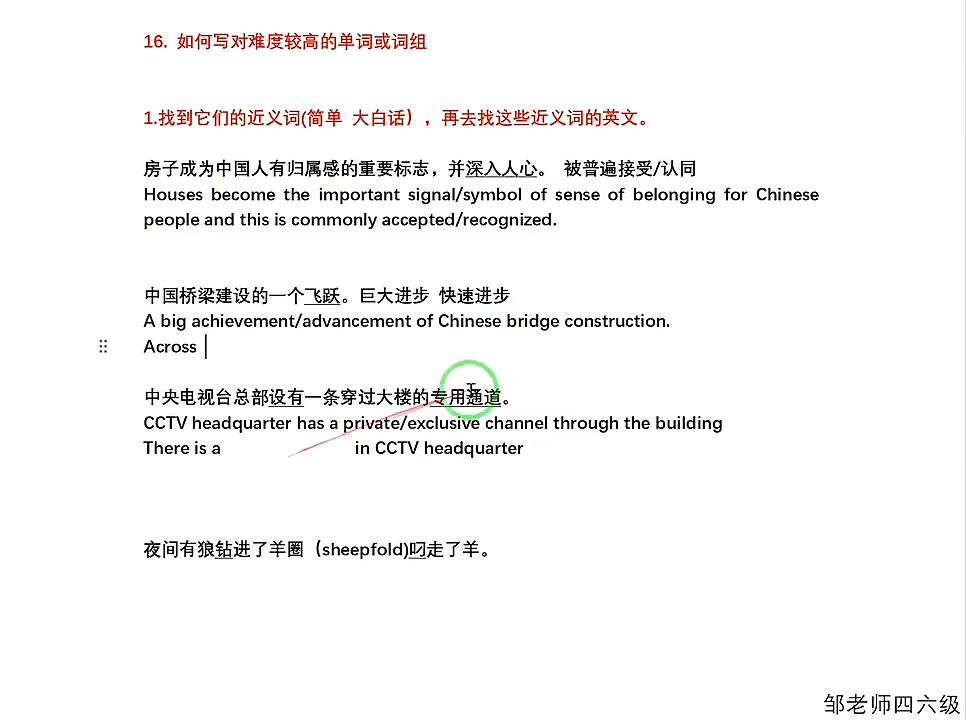 16. 如何写对难度较高的单词或词组
1.找到它们的近义词(简单 大白话），再去找这些近义词的英文。
房子成为中国人有归属感的重要标志，并深入人心。 被普遍接受/认同
Houses become the important signal/symbol of sense of belonging for Chinese
people and this is commonly accepted/recognized.
中国桥梁建设的一个飞跃。巨大进步 快速进步
A big achievement/advancement of Chinese bridge construction.
Across
中央电视台总部设有一条穿过大楼的专用通道。
CCTV headquarter has a private/exclusive channel through the building
There is a in CCTV headquarter
夜间有狼钻进了羊圈（sheepfold)叼走了羊。
邹老师四六级